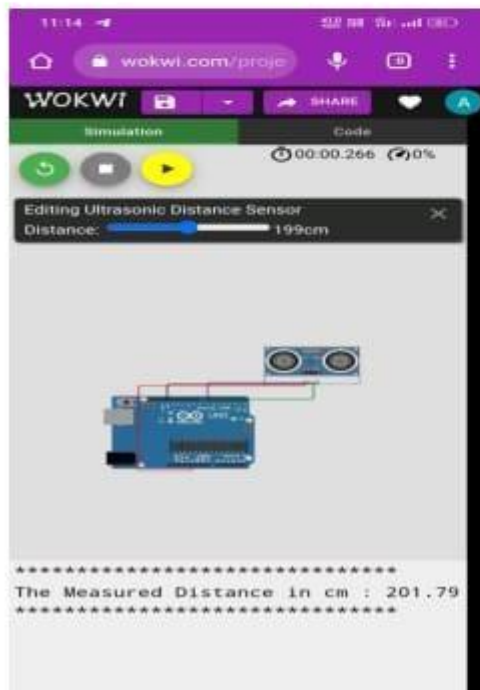 11:14
wokwi.com/proje
WOKWI
SHARE
A
Simulation
Code
00:00.266
0%
Editing Ultrasonic Distance Sensor
Distance:
199cm
*******************************
The Measured Distance in cm : 201.79
*******************************